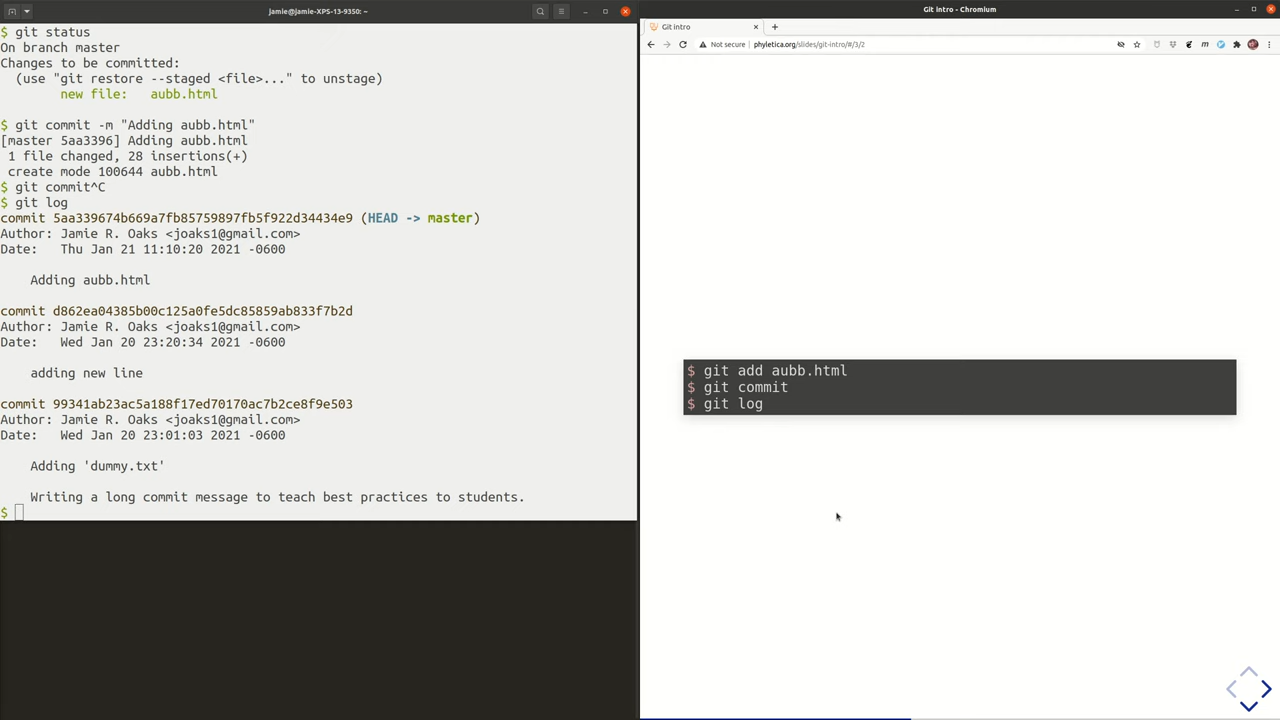 jamie@jamie-XPS-13-9350: ~
$ git status
On branch master
Changes to be committed:
  (use "git restore --staged <file>..." to unstage)
        new file:   aubb.html
$ git commit -m "Adding aubb.html"
[master 5aa3396] Adding aubb.html
 1 file changed, 28 insertions(+)
 create mode 100644 aubb.html
$ git commit^C
$ git log
commit 5aa339674b669a7fb85759897fb5f922d34434e9 (HEAD -> master)
Author: Jamie R. Oaks <joaks1@gmail.com>
Date:   Thu Jan 21 11:10:20 2021 -0600
    Adding aubb.html
commit d862ea04385b00c125a0fe5dc85859ab833f7b2d
Author: Jamie R. Oaks <joaks1@gmail.com>
Date:   Wed Jan 20 23:20:34 2021 -0600
    adding new line
commit 99341ab23ac5a188f17ed70170ac7b2ce8f9e503
Author: Jamie R. Oaks <joaks1@gmail.com>
Date:   Wed Jan 20 23:01:03 2021 -0600
    Adding 'dummy.txt'
    Writing a long commit message to teach best practices to students.
$
Git intro - Chromium
Git intro
Not secure | phyletica.org/slides/git-intro/#/3/2
$ git add aubb.html
$ git commit
$ git log